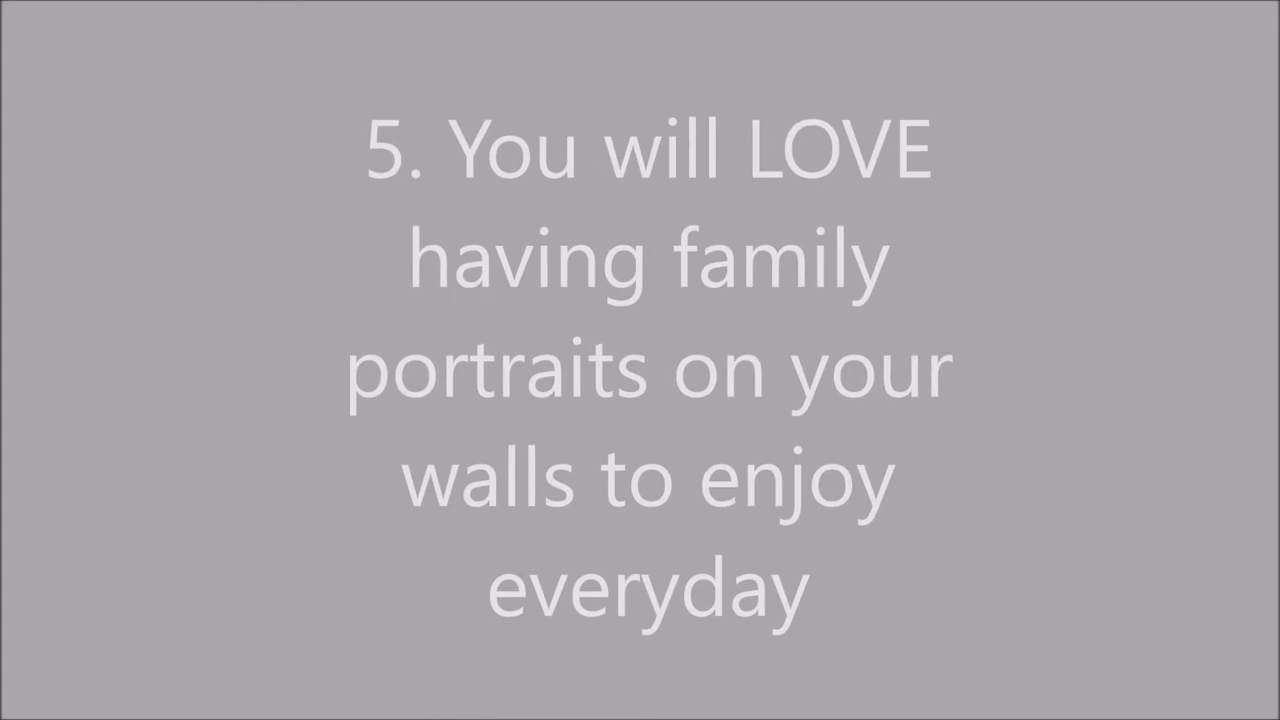 5. You will LOVE
having family
portraits on your
walls to enjoy
everyday